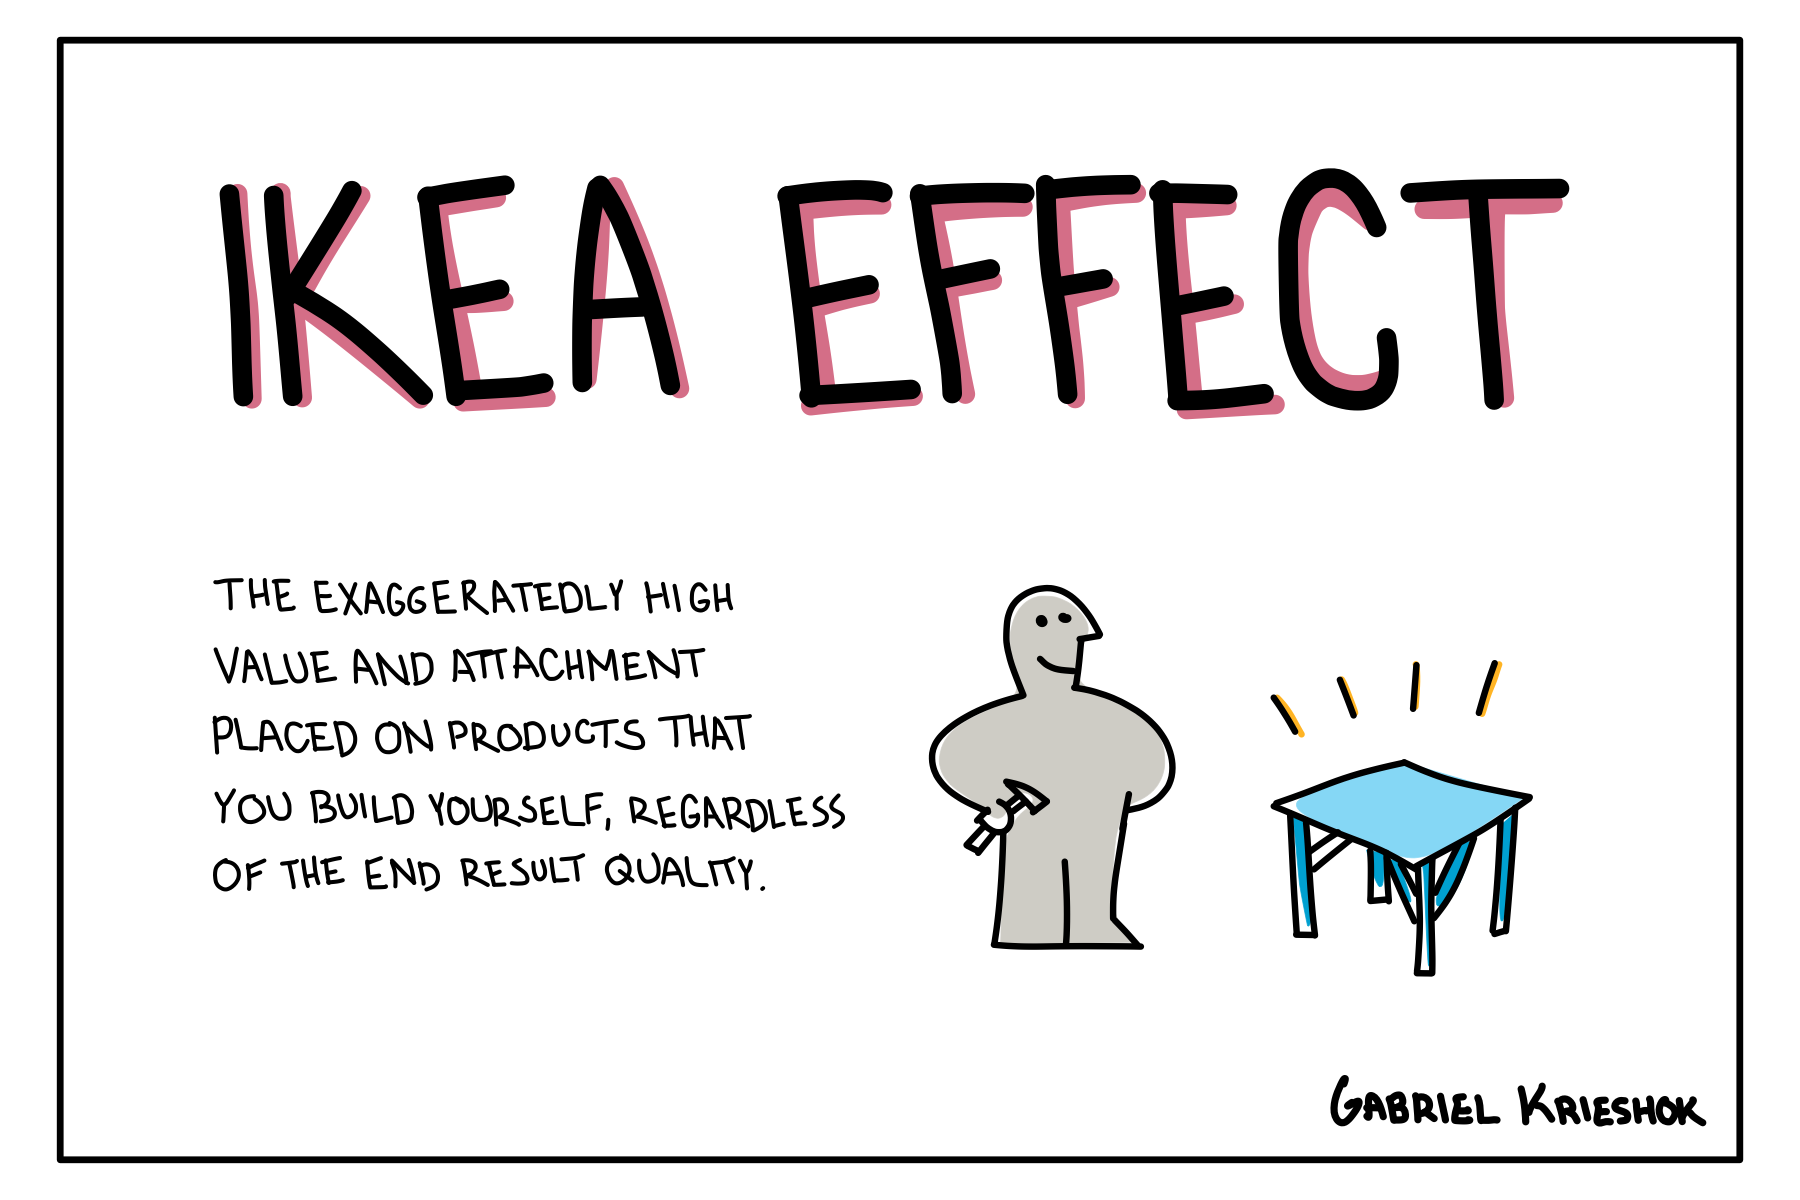 IKEA EFFECT
THE EXAGGERATEDLY HIGH
VALUE AND ATTACHMENT
PLACED ON PRODUCTS THAT
YOU BUILD YOURSELF, REGARDLESS
OF THE END RESULT QUALITY.
GABRIEL KRIESHOK